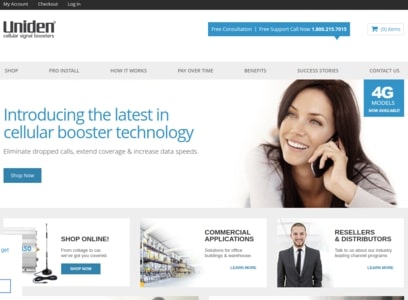 My Account Checkout Log In
Uniden
cellular signal boosters
Free Consultation Free Support Call Now 1.800.215.7015
(0) items
SHOP PRO INSTALL HOW IT WORKS PAY OVER TIME BENEFITS SUCCESS STORIES CONTACT US
4G
MODELS
NOW AVAILABLE!
Introducing the latest in
cellular booster technology
Eliminate dropped calls, extend coverage & increase data speeds.
Shop Now
SHOP ONLINE!
From cottage to car,
we've got you covered.
SHOP NOW
COMMERCIAL
APPLICATIONS
Solutions for office
buildings & warehouse.
LEARN MORE
RESELLERS
& DISTRIBUTORS
Talk to us about our industry
leading channel programs
LEARN MORE
get